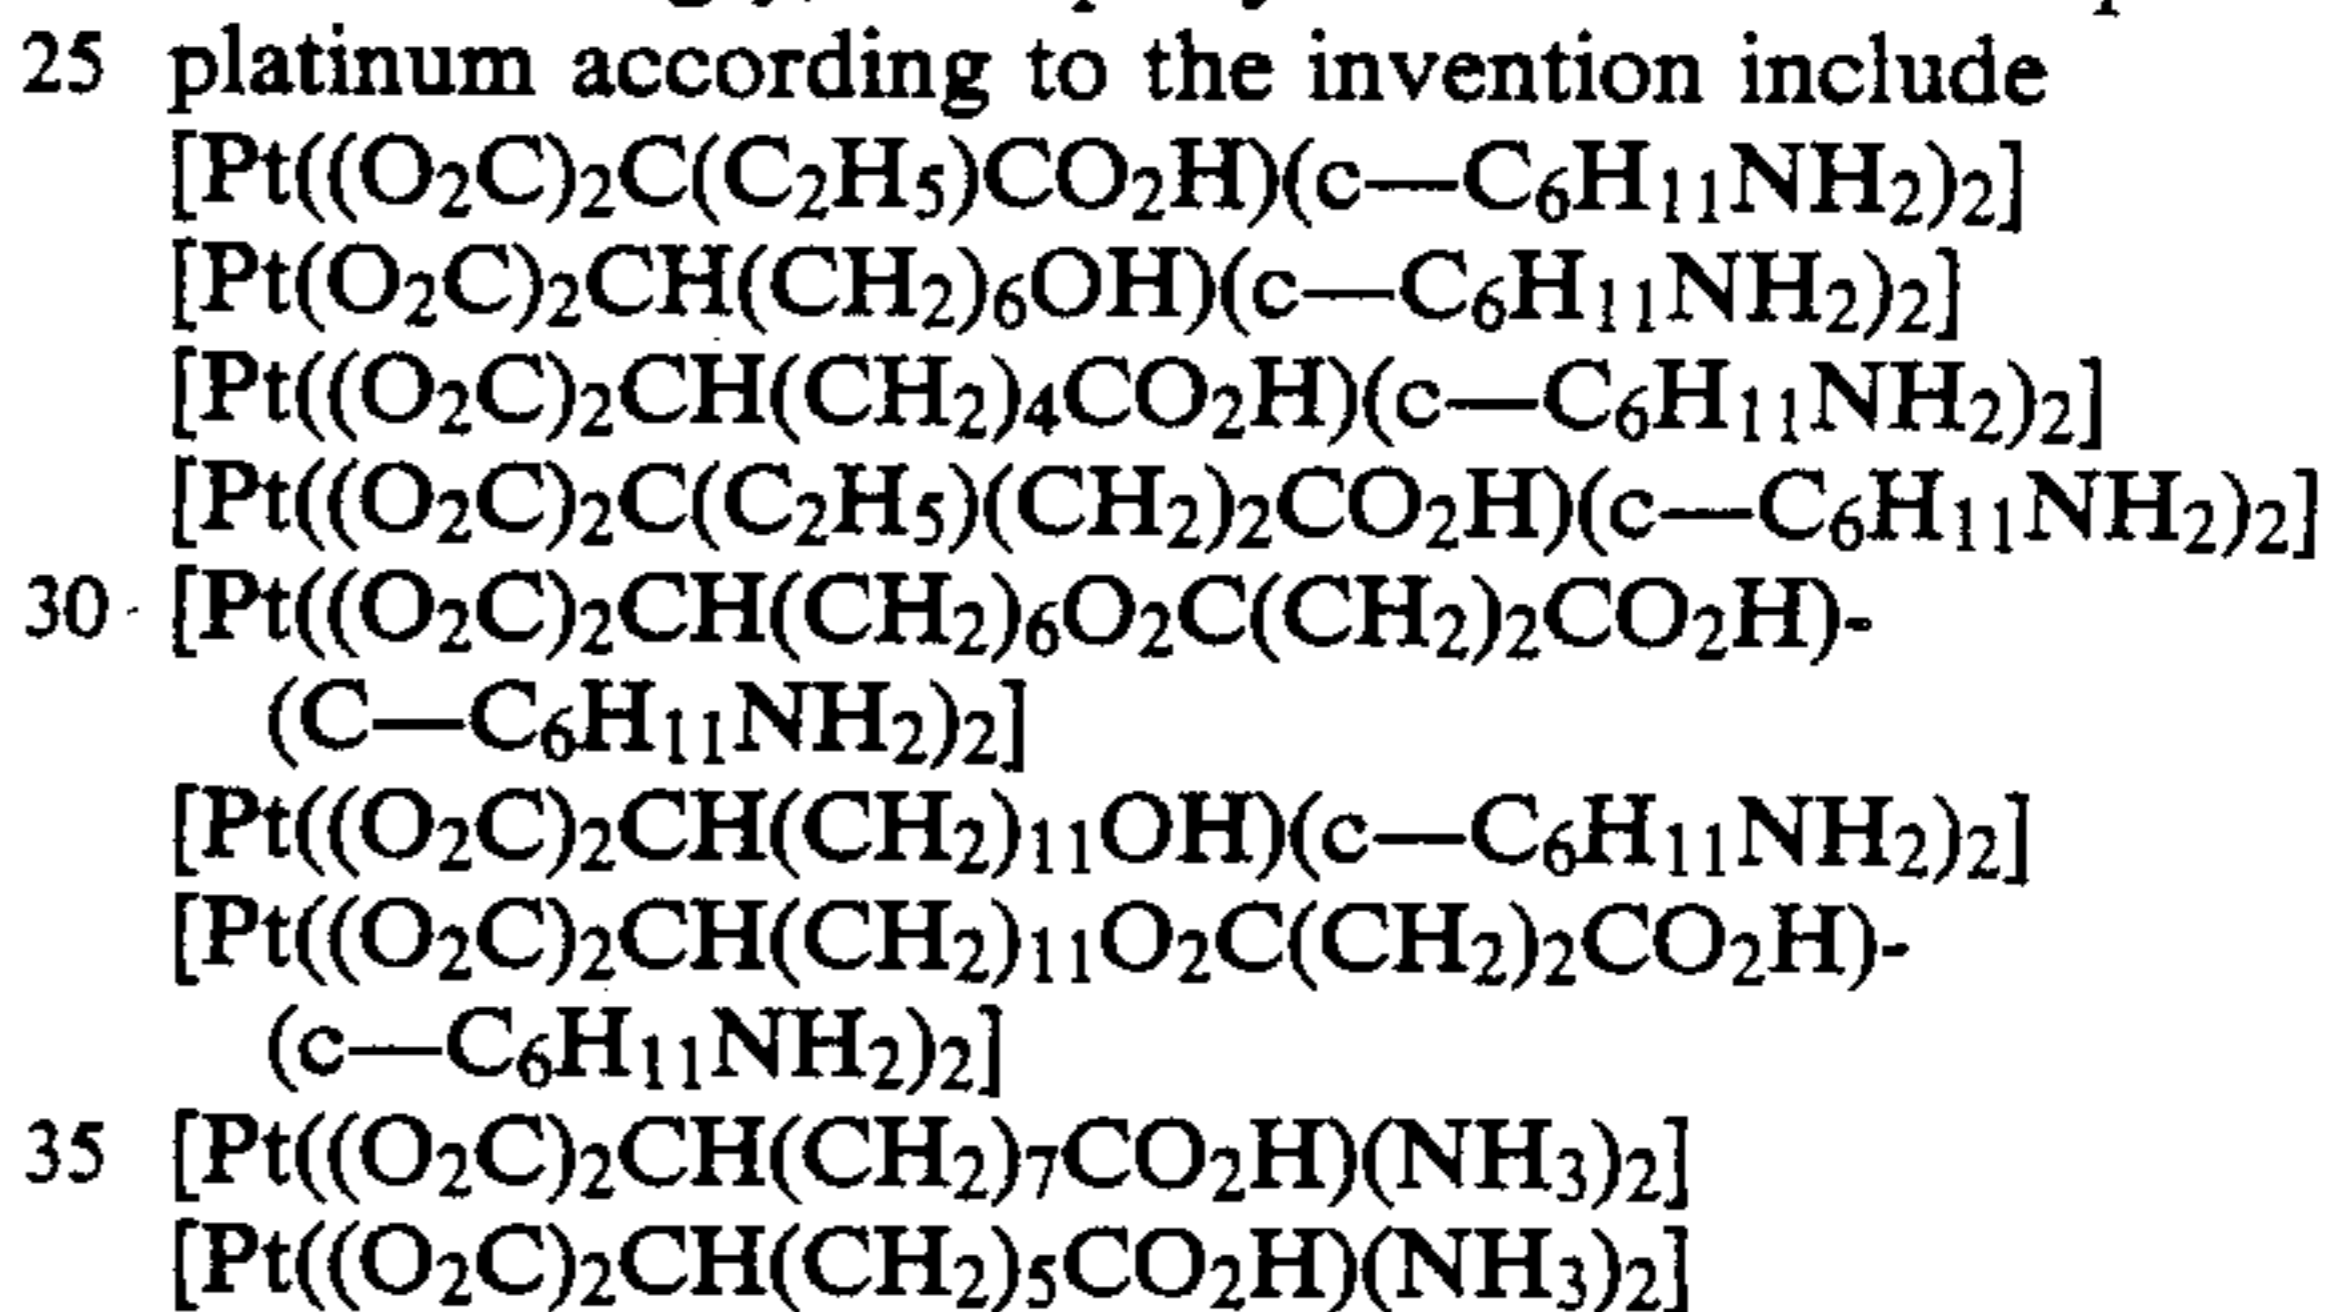 25 platinum according to the invention include
[Pt((O₂C)₂C(C₂H₅)CO₂H)(c—C₆H₁₁NH₂)₂]
[Pt(O₂C)₂CH(CH₂)₆OH)(c—C₆H₁₁NH₂)₂]
[Pt((O₂C)₂CH(CH₂)₄CO₂H)(c—C₆H₁₁NH₂)₂]
[Pt((O₂C)₂C(C₂H₅)(CH₂)₂CO₂H)(c—C₆H₁₁NH₂)₂]
30 [Pt((O₂C)₂CH(CH₂)₆O₂C(CH₂)₂CO₂H)-
(C—C₆H₁₁NH₂)₂]
[Pt((O₂C)₂CH(CH₂)₁₁OH)(c—C₆H₁₁NH₂)₂]
[Pt((O₂C)₂CH(CH₂)₁₁O₂C(CH₂)₂CO₂H)-
(c—C₆H₁₁NH₂)₂]
35 [Pt((O₂C)₂CH(CH₂)₇CO₂H)(NH₃)₂]
[Pt((O₂C)₂CH(CH₂)₅CO₂H)(NH₃)₂]